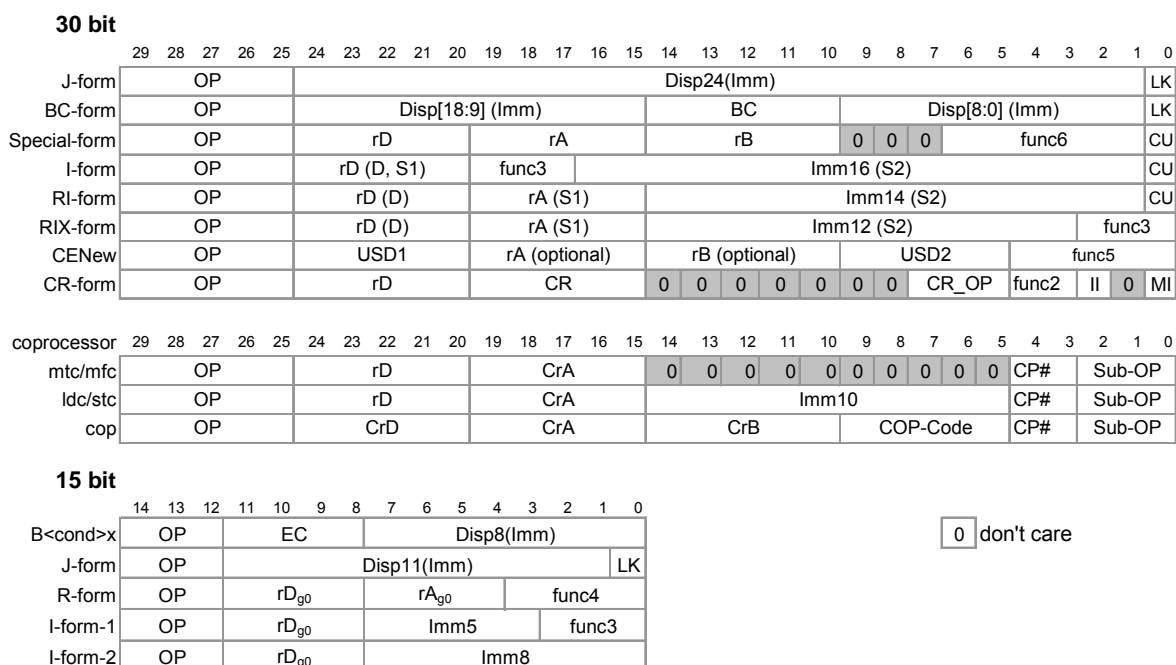 30 bit
29 28 27 26 25 24 23 22 21 20 19 18 17 16 15 14 13 12 11 10 9 8 7 6 5 4 3 2 1 0
J-form OP Disp24(Imm) LK
BC-form OP Disp[18:9] (Imm) BC Disp[8:0] (Imm) LK
Special-form OP rD rA rB 0 0 0 func6 CU
I-form OP rD (D, S1) func3 Imm16 (S2) CU
RI-form OP rD (D) rA (S1) Imm14 (S2) CU
RIX-form OP rD (D) rA (S1) Imm12 (S2) func3
CENew OP USD1 rA (optional) rB (optional) USD2 func5
CR-form OP rD CR 0 0 0 0 0 0 0 CR_OP func2 II 0 MI
coprocessor 29 28 27 26 25 24 23 22 21 20 19 18 17 16 15 14 13 12 11 10 9 8 7 6 5 4 3 2 1 0
mtc/mfc OP rD CrA 0 0 0 0 0 0 0 0 0 0 CP# Sub-OP
ldc/stc OP rD CrA Imm10 CP# Sub-OP
cop OP CrD CrA CrB COP-Code CP# Sub-OP
15 bit
14 13 12 11 10 9 8 7 6 5 4 3 2 1 0
B<cond>x OP EC Disp8(Imm) 0 don't care
J-form OP Disp11(Imm) LK
R-form OP rDg0 rAg0 func4
I-form-1 OP rDg0 Imm5 func3
I-form-2 OP rDg0 Imm8